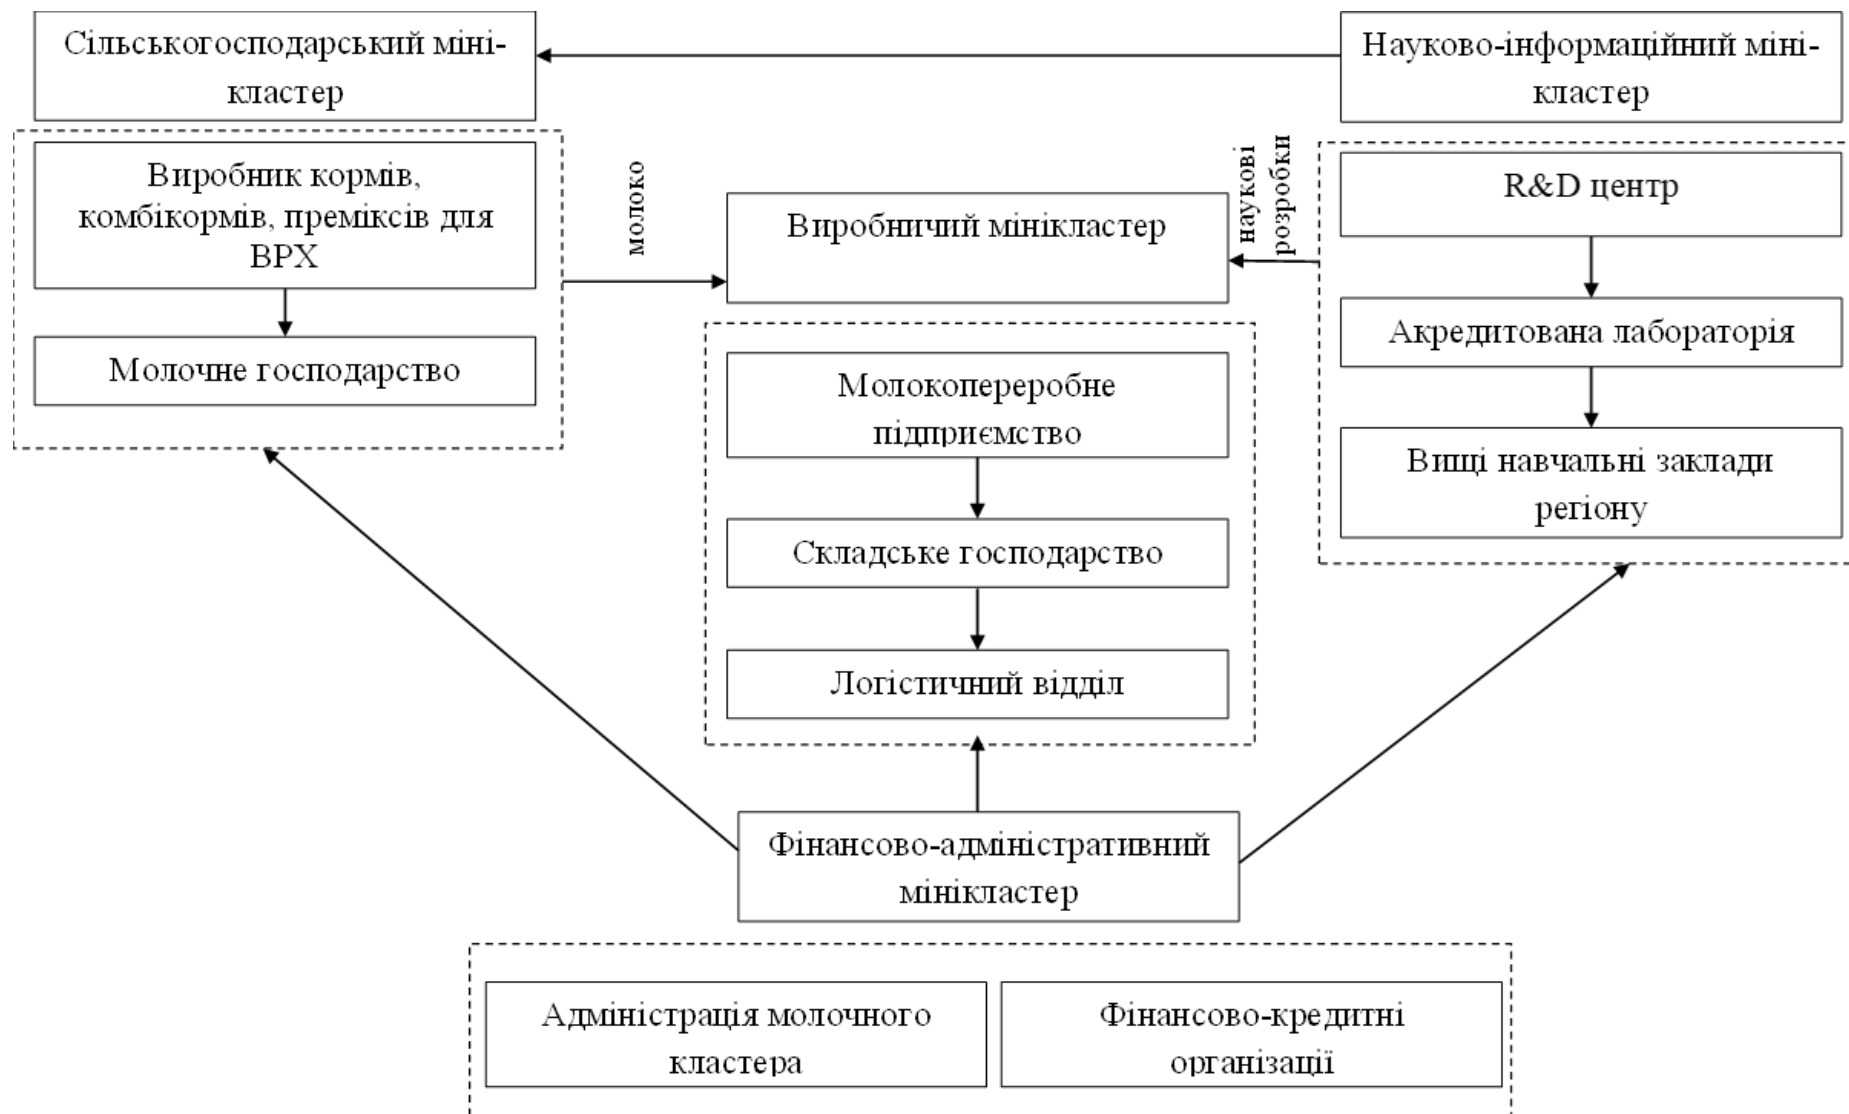 Сільськогосподарський міні-
кластер
Науково-інформаційний міні-
кластер
Виробник кормів,
комбікормів, преміксів для
ВРХ
Молочне господарство
молоко
Виробничий мінікластер
наукові
розробки
R&D центр
Акредитована лабораторія
Вищі навчальні заклади
регіону
Молокопереробне
підприємство
Складське господарство
Логістичний відділ
Фінансово-адміністративний
мінікластер
Адміністрація молочного
кластера
Фінансово-кредитні
організації